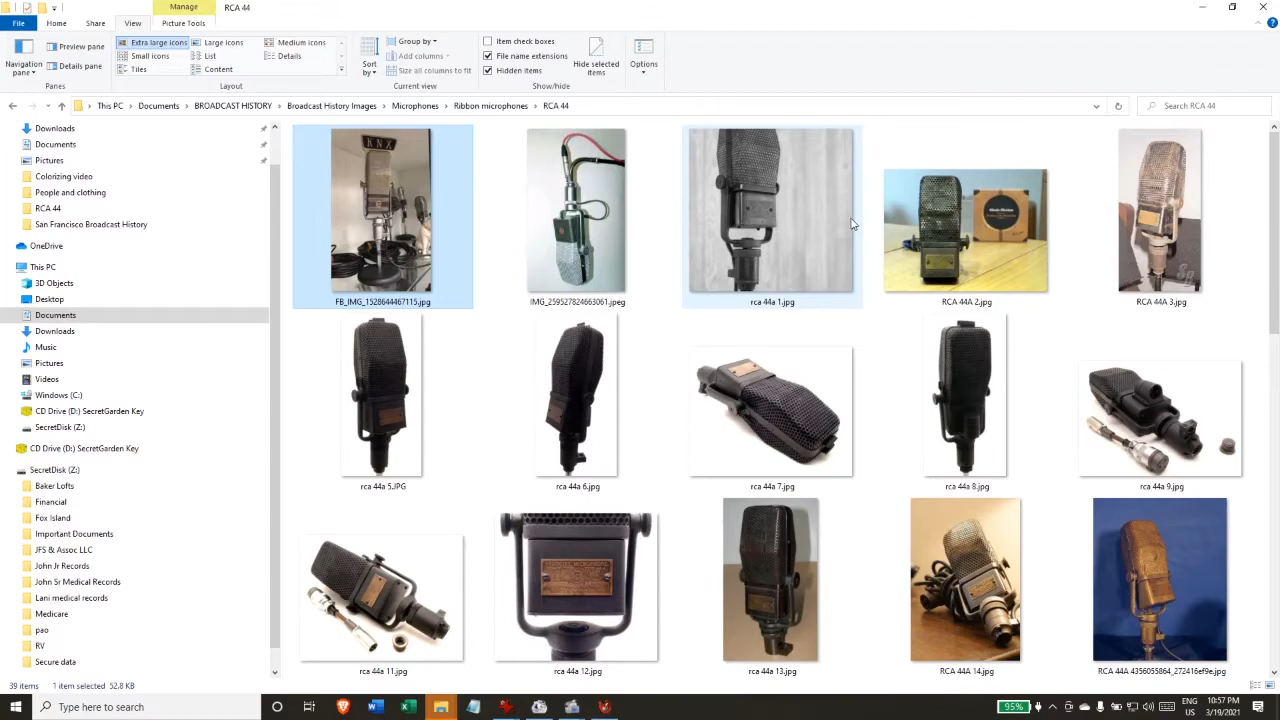 Manage
RCA 44
File
Home
Share
View
Picture Tools
Navigation pane
Preview pane
Details pane
Panes
Extra large icons
Large icons
Medium icons
Small icons
List
Details
Tiles
Content
Layout
Sort by
Group by
Add columns
Size all columns to fit
Current view
Item check boxes
File name extensions
Hidden items
Hide selected items
Show/hide
Options
This PC
Documents
BROADCAST HISTORY
Broadcast History Images
Microphones
Ribbon microphones
RCA 44
Search RCA 44
Downloads
Documents
Pictures
Colorizing video
People and clothing
RCA 44
San Francisco Broadcast History
OneDrive
This PC
3D Objects
Desktop
Documents
Downloads
Music
Pictures
Videos
Windows (C:)
CD Drive (D:) SecretGarden Key
SecretDisk (Z:)
CD Drive (D:) SecretGarden Key
SecretDisk (Z:)
Baker Lofts
Financial
Fox Island
Important Documents
JFS & Assoc LLC
John Jr Records
John Sr Medical Records
Lani medical records
Medicare
pao
RV
Secure data
KNX
FB_IMG_1528644467115.jpg
IMG_259527824663061.jpeg
rca 44a 1.jpg
RCA 44A 2.jpg
RCA 44A 3.jpg
rca 44a 5.JPG
rca 44a 6.jpg
rca 44a 7.jpg
rca 44a 8.jpg
rca 44a 9.jpg
rca 44a 11.jpg
rca 44a 12.jpg
rca 44a 13.jpg
RCA 44A 14.jpg
RCA 44A 4356055864_272416ef9e.jpg
39 items
1 item selected 52.8 KB
Type here to search
95%
ENG
US
10:57 PM
3/19/2021